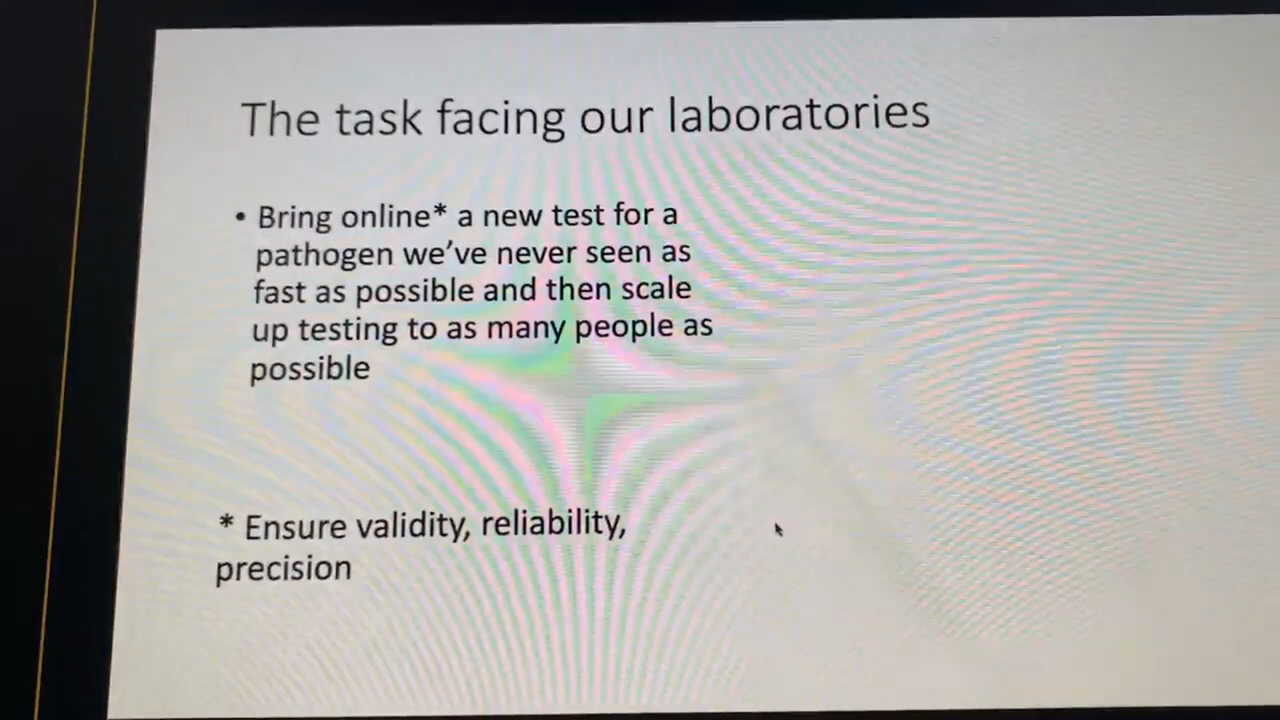 The task facing our laboratories
• Bring online* a new test for a
pathogen we've never seen as
fast as possible and then scale
up testing to as many people as
possible
* Ensure validity, reliability,
precision